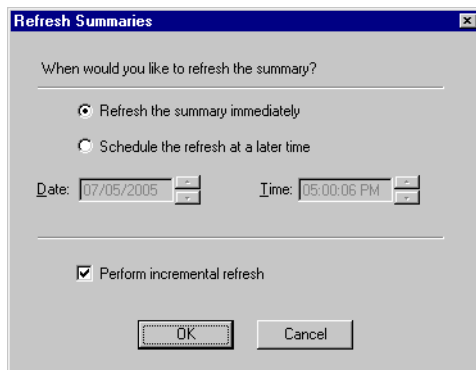 Refresh Summaries
When would you like to refresh the summary?
Refresh the summary immediately
Schedule the refresh at a later time
Date: 07/05/2005 Time: 05:00:06 PM
Perform incremental refresh
OK Cancel